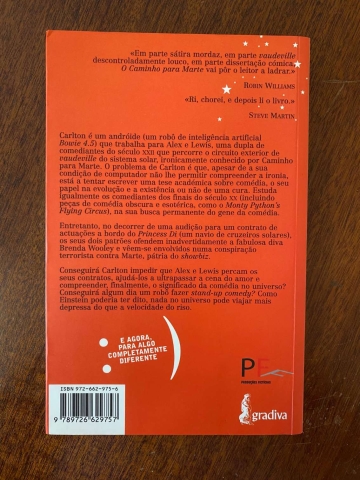 «Em parte sátira mordaz, em parte vaudeville
descontroladamente louco, em parte dissertação cómica,
O Caminho para Marte vai pôr o leitor a ladrar.»
ROBIN WILLIAMS
«Ri, chorei, e depois li o livro.»
STEVE MARTIN
Carlton é um andróide (um robô de inteligência artificial
Bowie 4.5) que trabalha para Alex e Lewis, uma dupla de
comediantes do século XXII que percorre o circuito exterior de
vaudeville do sistema solar, ironicamente conhecido por Caminho
para Marte. O problema de Carlton é que, apesar de a sua
condição de computador não lhe permitir compreender a ironia,
está a tentar escrever uma tese académica sobre comédia, o seu
papel na evolução e a existência ou não de uma cura. Estuda
igualmente os comediantes dos finais do século XX (incluindo
peças de comédia obscura e esotérica, como o Monty Python's
Flying Circus), na sua busca permanente do gene da comédia.
Entretanto, no decorrer de uma audição para um contrato de
actuações a bordo do Princess Di (um navio de cruzeiros solares),
os seus dois patrões ofendem inadvertidamente a fabulosa diva
Brenda Wooley e vêem-se envolvidos numa conspiração
terrorista contra Marte, pátria do showbiz.
Conseguirá Carlton impedir que Alex e Lewis percam os
seus contratos, ajudá-los a ultrapassar a cena do amor e
compreender, finalmente, o significado da comédia no universo?
Conseguirá algum dia um robô fazer stand-up comedy? Como
Einstein poderia ter dito, nada no universo pode viajar mais
depressa do que a velocidade do riso.
E AGORA,
PARA ALGO
COMPLETAMENTE
DIFERENTE
ISBN 972-662-975-6
9 789726 629757
PF
gradiva